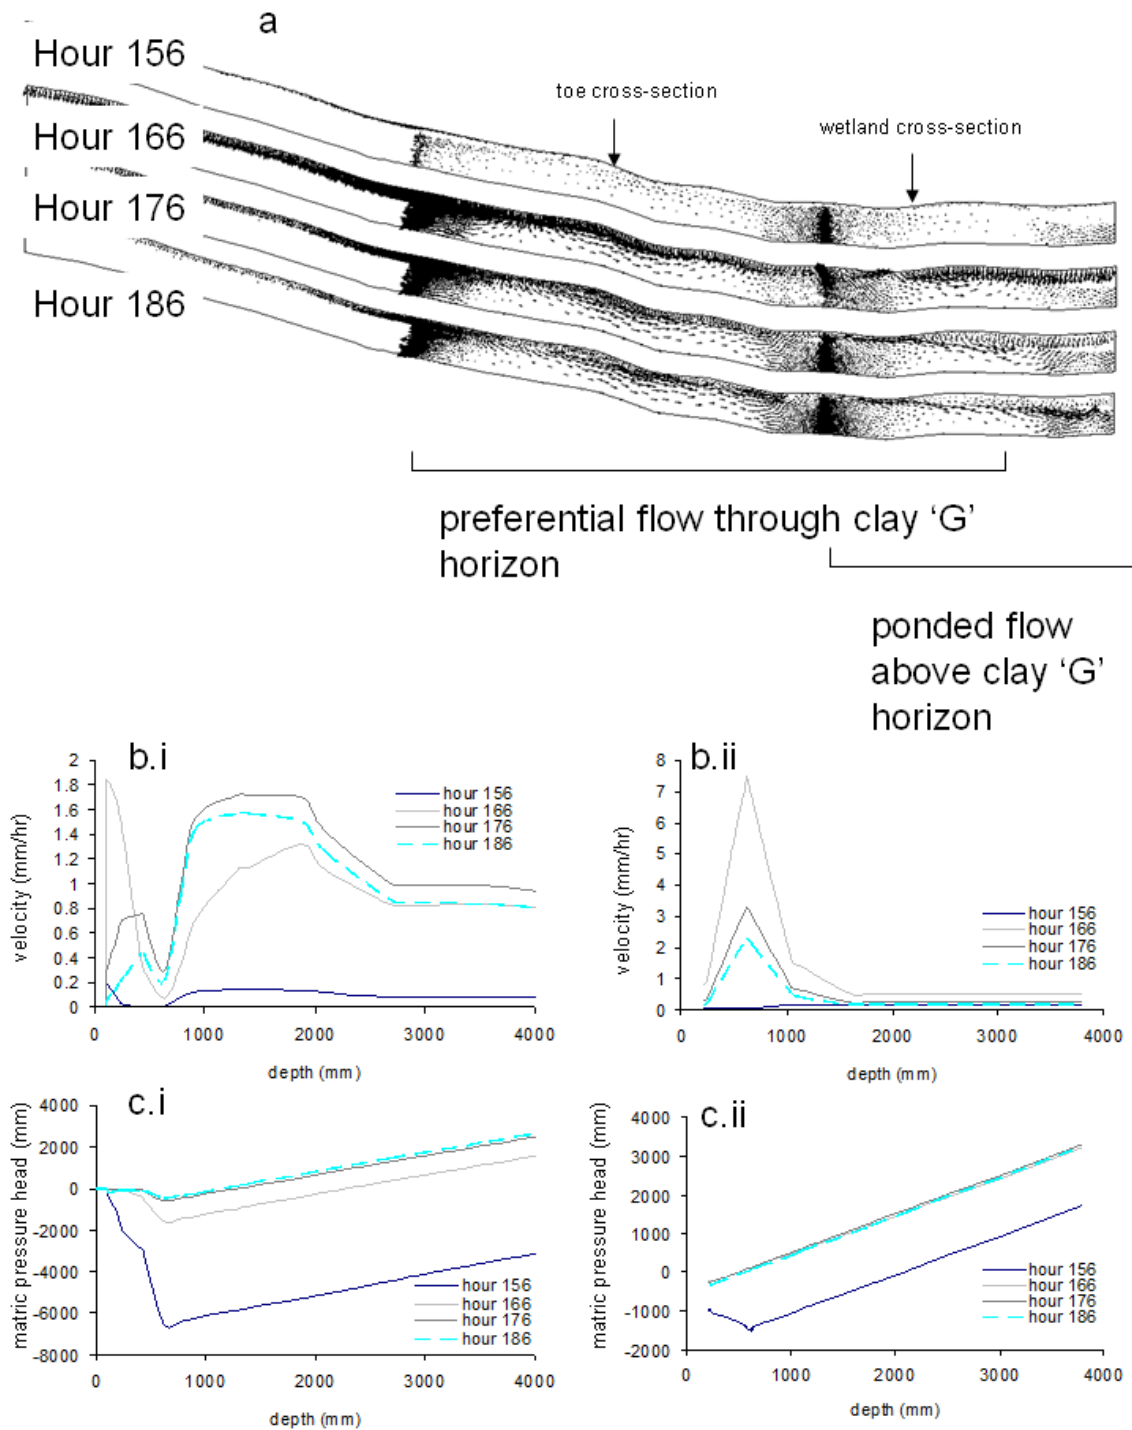 a
Hour 156
toe cross-section
wetland cross-section
Hour 166
Hour 176
Hour 186
preferential flow through clay ‘G’
horizon
ponded flow
above clay ‘G’
horizon
b.i
velocity (mm/hr)
2
1.8
1.6
1.4
1.2
1
0.8
0.6
0.4
0.2
0
hour 156
hour 166
hour 176
hour 186
0 1000 2000 3000 4000
depth (mm)
b.ii
velocity (mm/hr)
8
7
6
5
4
3
2
1
0
hour 156
hour 166
hour 176
hour 186
0 1000 2000 3000 4000
depth (mm)
c.i
matric pressure head (mm)
4000
2000
0
-2000
-4000
-6000
-8000
hour 156
hour 166
hour 176
hour 186
0 1000 2000 3000 4000
depth (mm)
c.ii
matric pressure head (mm)
4000
3000
2000
1000
0
-1000
-2000
hour 156
hour 166
hour 176
hour 186
0 1000 2000 3000 4000
depth (mm)